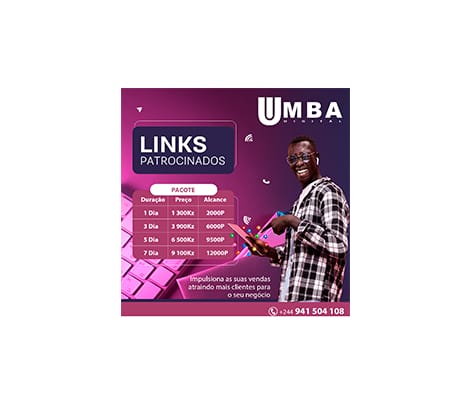 UMBA
DIGITAL
LINKS
PATROCINADOS
PACOTE
Duração Preço Alcance
1 Dia 1 300Kz 2000P
3 Dia 3 900Kz 6000P
5 Dia 6 500Kz 9500P
7 Dia 9 100Kz 12000P
Impulsiona as suas vendas
atraindo mais clientes para
o seu negócio
+244 941 504 108